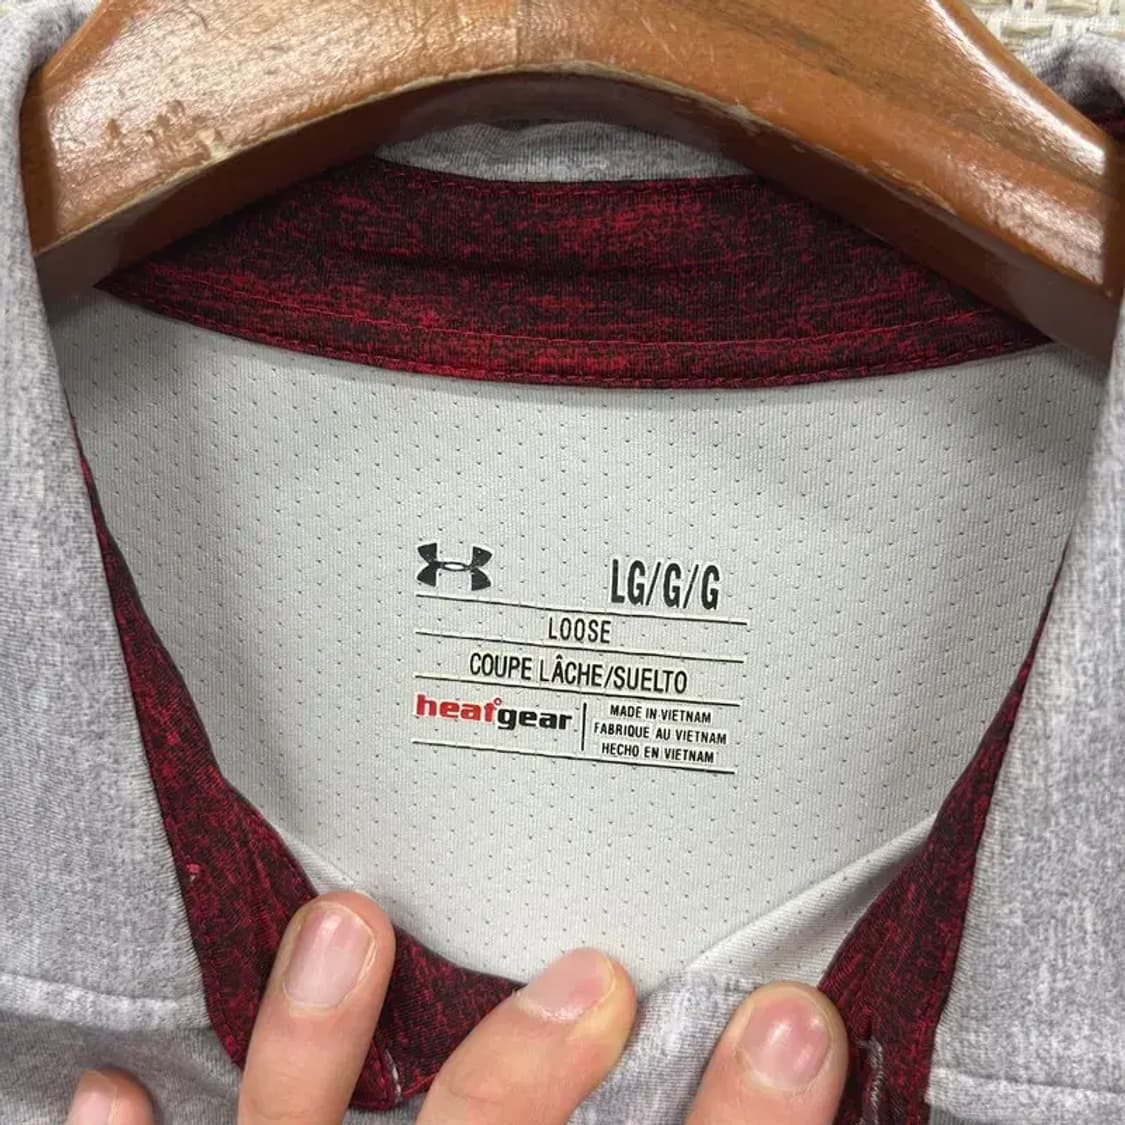 LG/G/G
LOOSE
COUPE LÂCHE/SUELTO
heatgear
MADE IN VIETNAM
FABRIQUE AU VIETNAM
HECHO EN VIETNAM